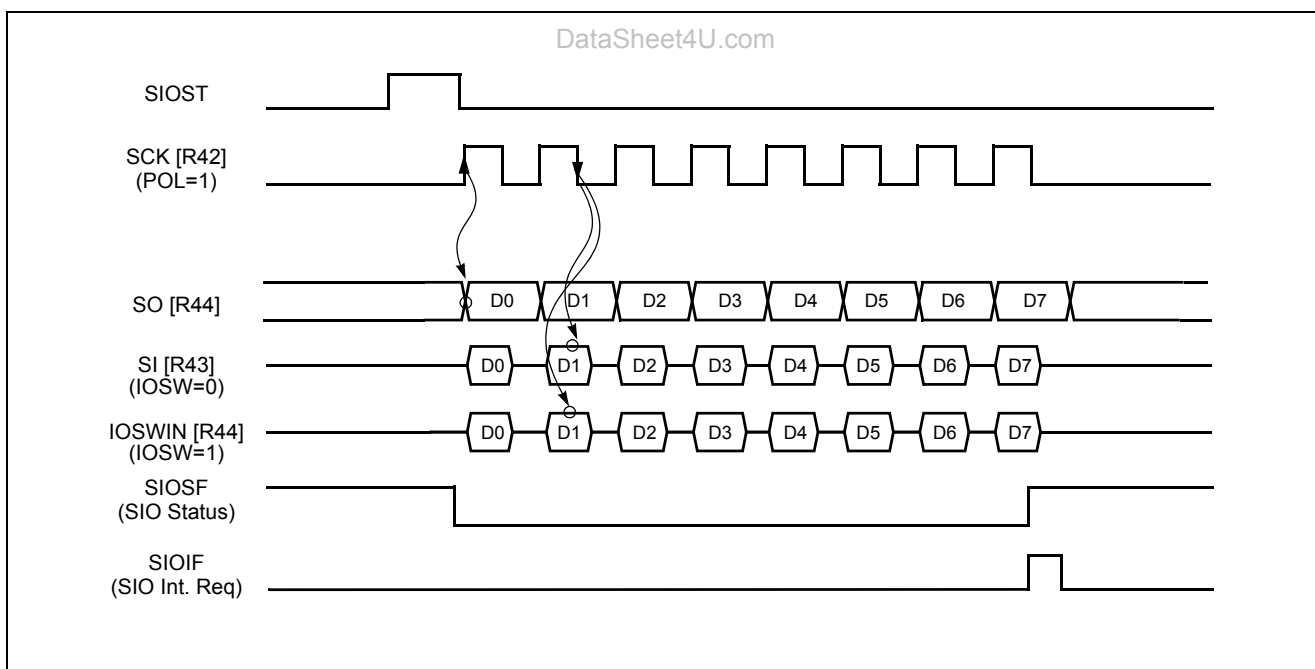 DataSheet4U.com
SIOST
SCK [R42]
(POL=1)
SO [R44]
D0 D1 D2 D3 D4 D5 D6 D7
SI [R43]
(IOSW=0)
D0 D1 D2 D3 D4 D5 D6 D7
IOSWIN [R44]
(IOSW=1)
D0 D1 D2 D3 D4 D5 D6 D7
SIOSF
(SIO Status)
SIOIF
(SIO Int. Req)